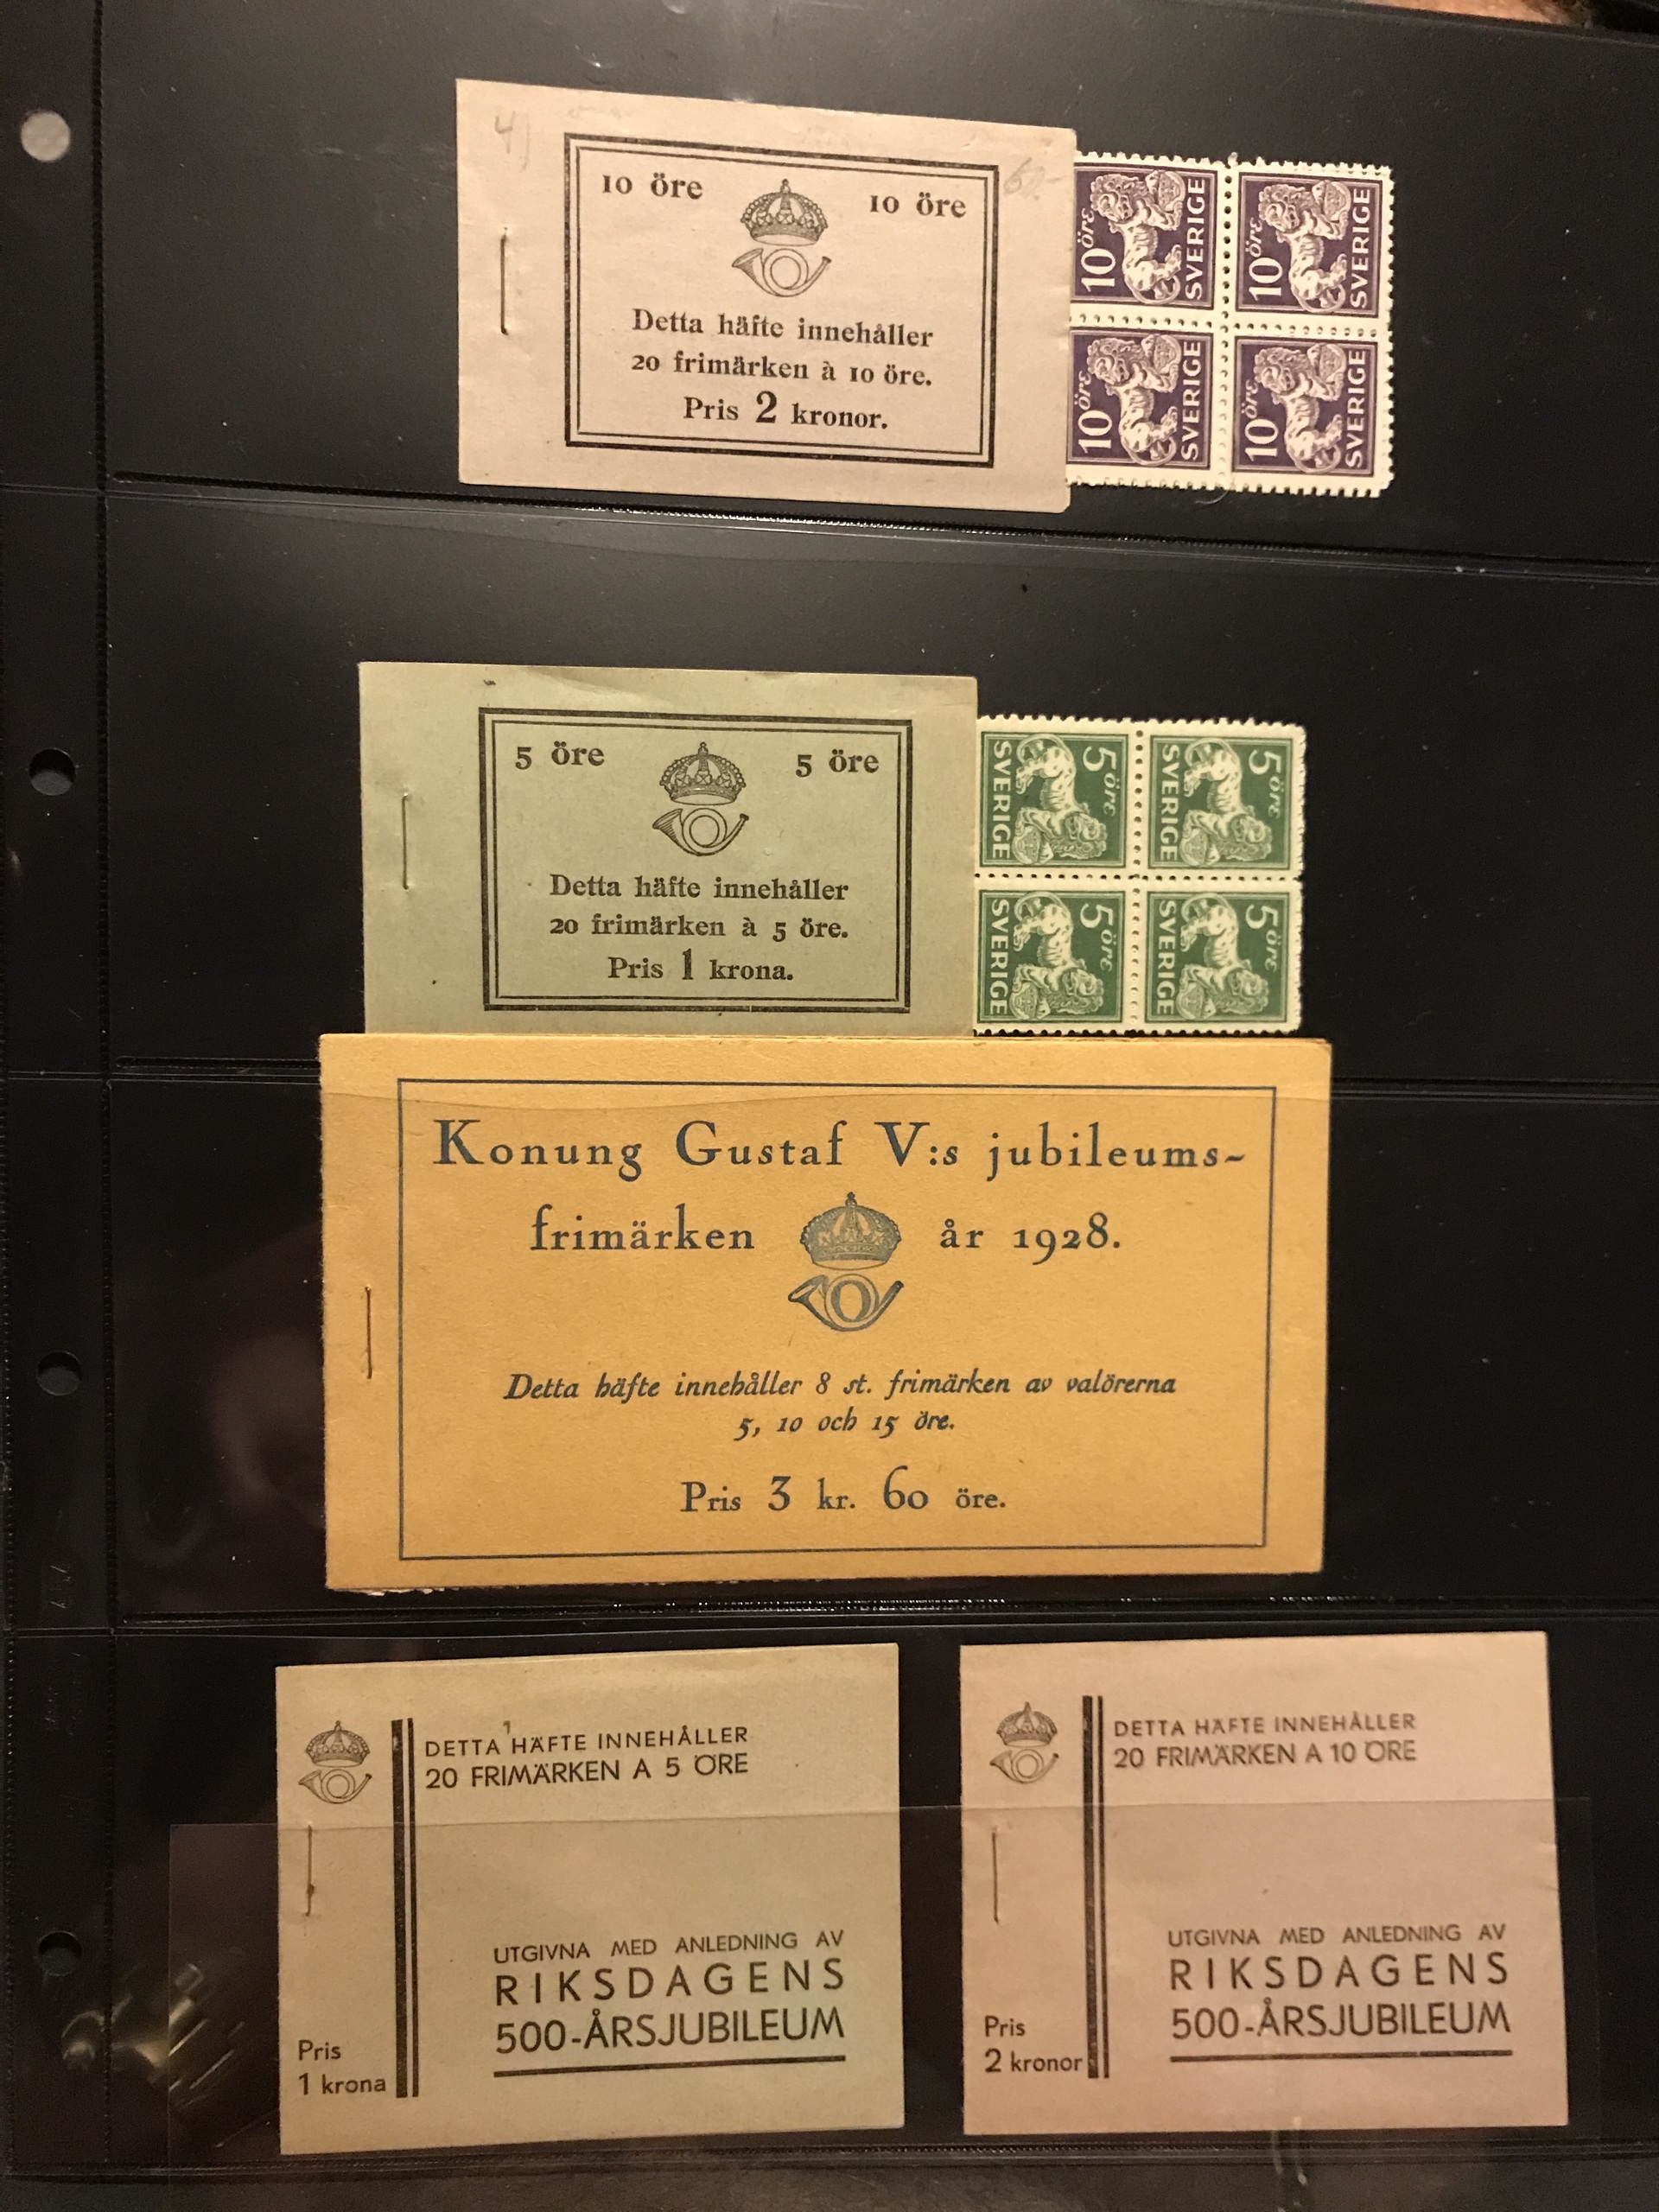 4)
10 öre 10 öre
Detta häfte innehåller
20 frimärken à 10 öre.
Pris 2 kronor.
10 öre SVERIGE
10 öre SVERIGE
10 öre SVERIGE
10 öre SVERIGE
5 öre 5 öre
Detta häfte innehåller
20 frimärken à 5 öre.
Pris 1 krona.
5 öre SVERIGE
5 öre SVERIGE
5 öre SVERIGE
5 öre SVERIGE
Konung Gustaf V:s jubileums-
frimärken år 1928.
Detta häfte innehåller 8 st. frimärken av valörerna
5, 10 och 15 öre.
Pris 3 kr. 60 öre.
DETTA HÄFTE INNEHÅLLER
20 FRIMÄRKEN A 5 ÖRE
UTGIVNA MED ANLEDNING AV
RIKSDAGENS
500-ÅRSJUBILEUM
Pris
1 krona
DETTA HÄFTE INNEHÅLLER
20 FRIMÄRKEN A 10 ÖRE
UTGIVNA MED ANLEDNING AV
RIKSDAGENS
500-ÅRSJUBILEUM
Pris
2 kronor